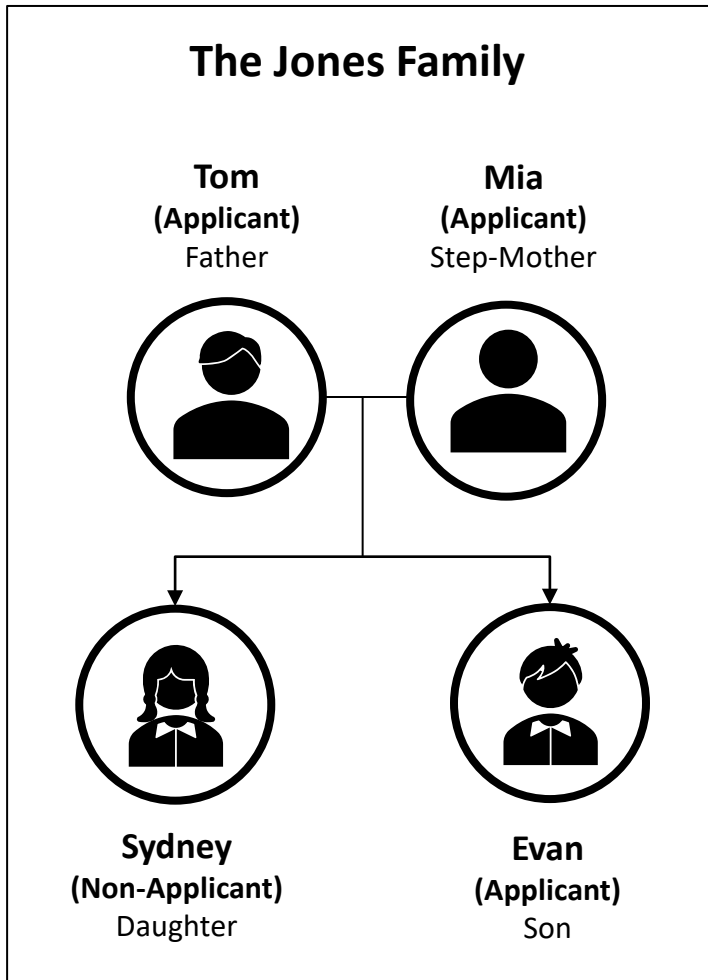 The Jones Family
Tom
(Applicant)
Father
Mia
(Applicant)
Step-Mother
Sydney
(Non-Applicant)
Daughter
Evan
(Applicant)
Son